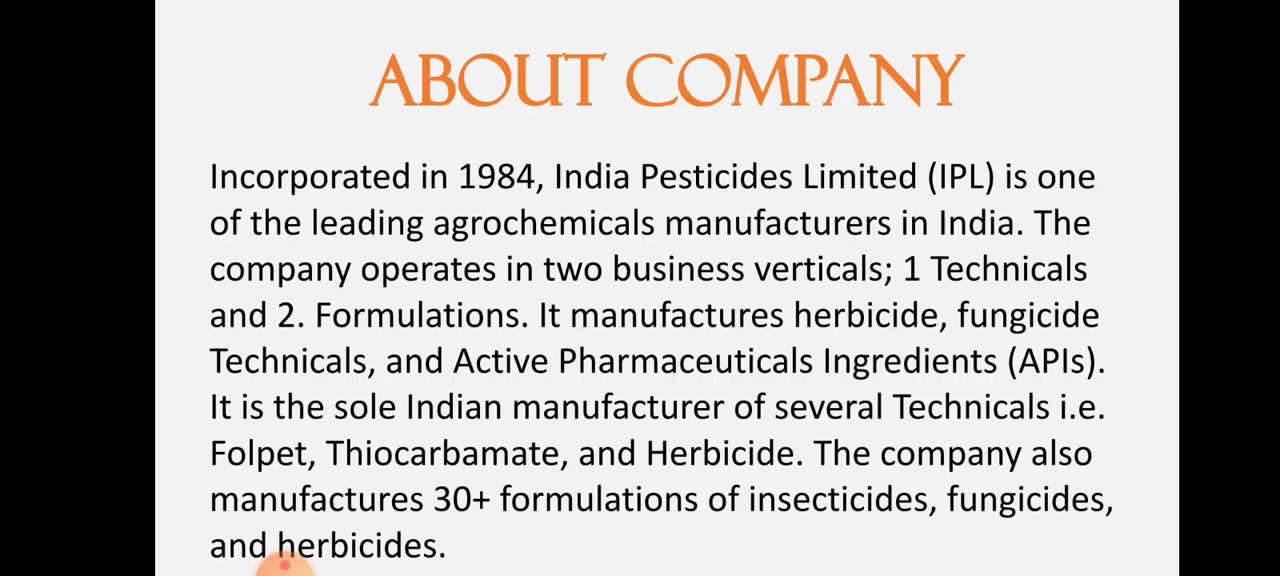 ABOUT COMPANY
Incorporated in 1984, India Pesticides Limited (IPL) is one
of the leading agrochemicals manufacturers in India. The
company operates in two business verticals; 1 Technicals
and 2. Formulations. It manufactures herbicide, fungicide
Technicals, and Active Pharmaceuticals Ingredients (APIs).
It is the sole Indian manufacturer of several Technicals i.e.
Folpet, Thiocarbamate, and Herbicide. The company also
manufactures 30+ formulations of insecticides, fungicides,
and herbicides.